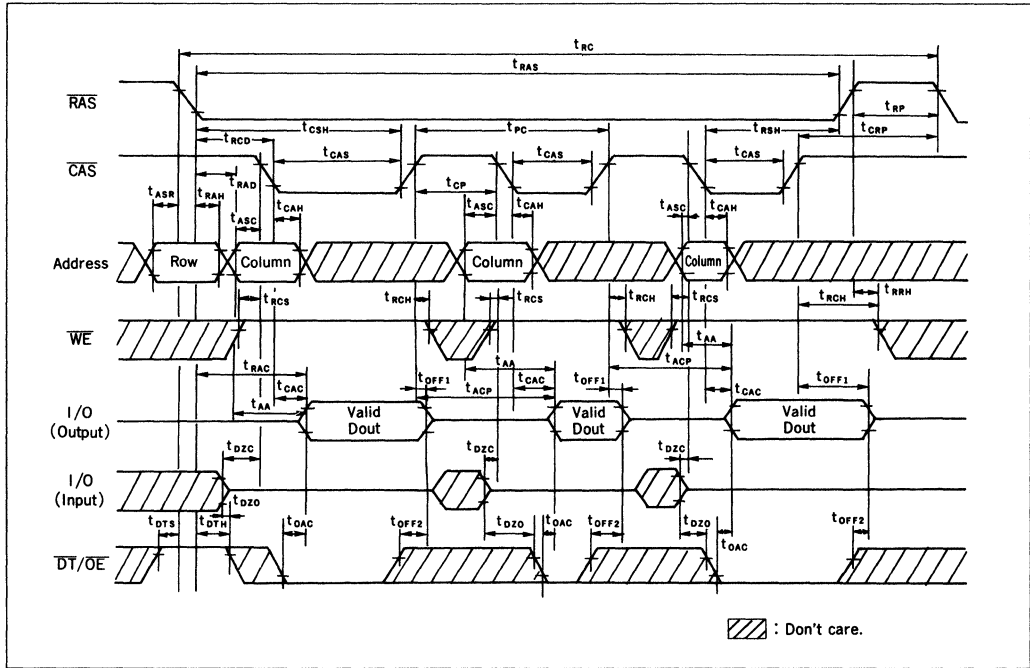 tRC
tRAS
RAS
tRP
tCSH
tPC
tRSH
tCRP
tRCD
CAS
tCAS
tCAS
tCAS
tRAD
tCP
tASR
tRAH
tCAH
tASC
tCAH
tASC
tCAH
tASC
Address
Row
Column
Column
Column
tRCS
tRCH
tRCS
tRCH
tRCS
tRCH
tRRH
WE
tAA
tAA
tRAC
tCAC
tOFF1
tCAC
tACP
tACP
tCAC
tOFF1
tAA
I/O
(Output)
Valid
Dout
Valid
Dout
Valid
Dout
tDZC
tDZC
tDZC
I/O
(Input)
tDZO
tDTS
tDTH
tOAC
tOFF2
tDZO
tOAC
tOFF2
tDZO
tOAC
tOFF2
DT/OE
: Don't care.